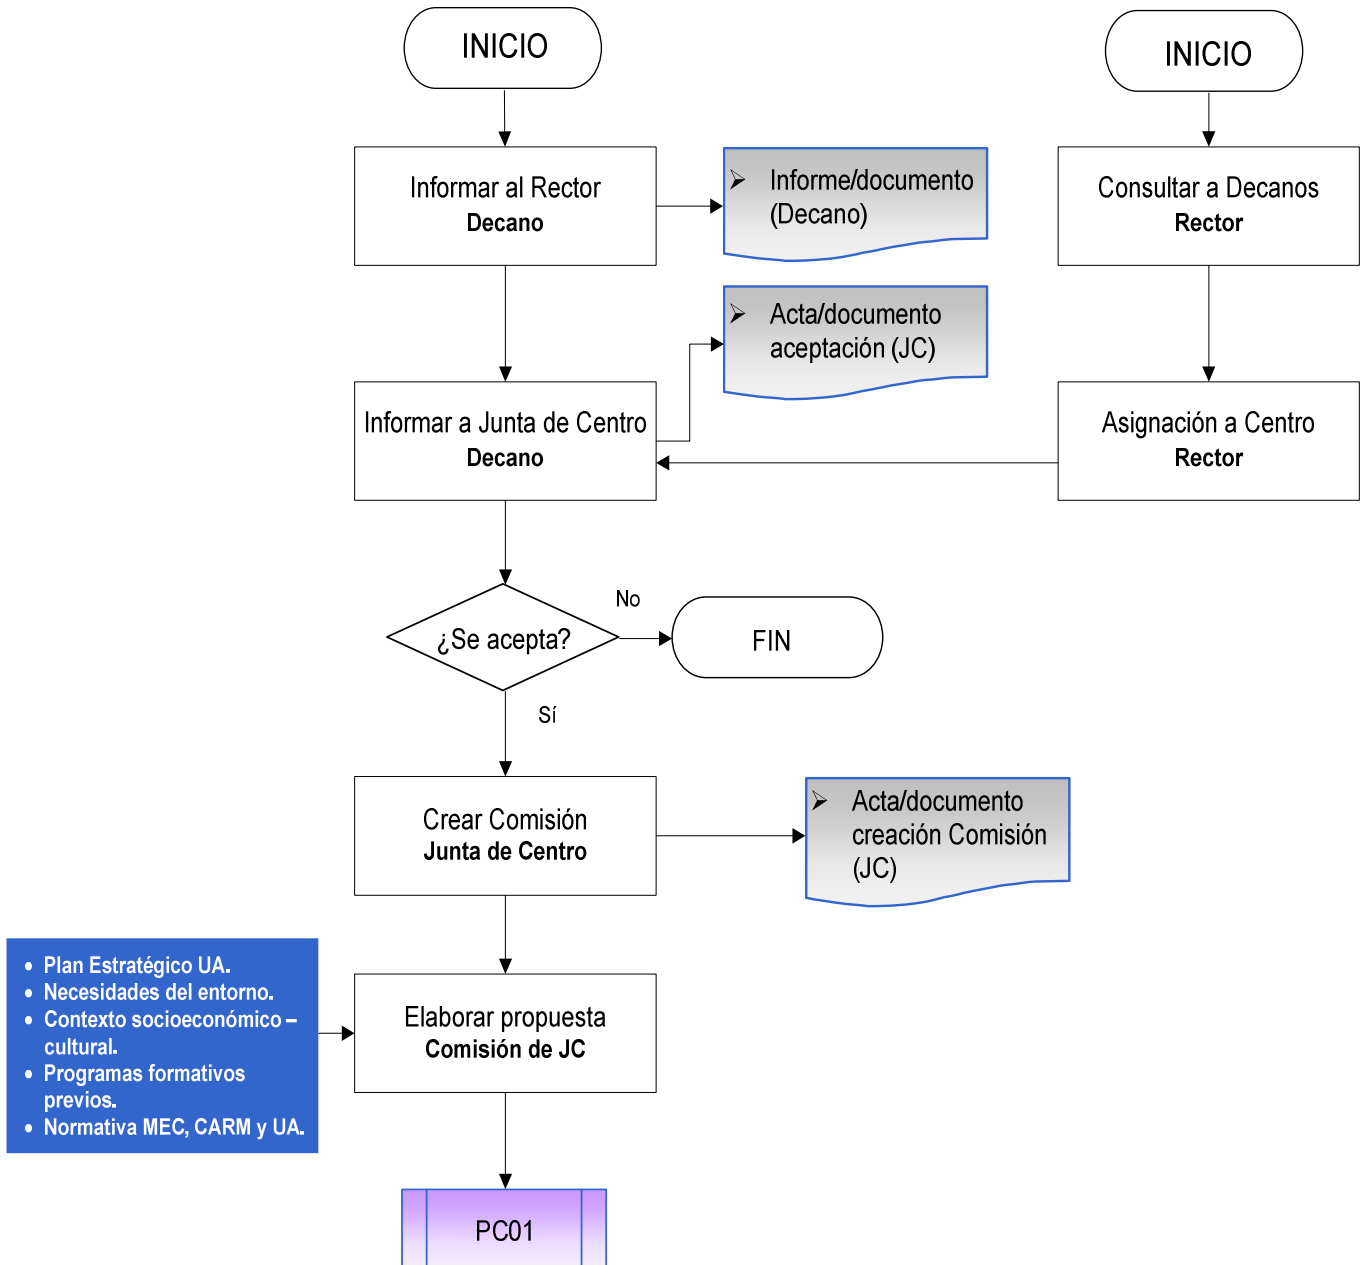 INICIO
INICIO
Informar al Rector
Decano
➢ Informe/documento
(Decano)
Consultar a Decanos
Rector
➢ Acta/documento
aceptación (JC)
Informar a Junta de Centro
Decano
Asignación a Centro
Rector
¿Se acepta?
No
FIN
Sí
Crear Comisión
Junta de Centro
➢ Acta/documento
creación Comisión
(JC)
• Plan Estratégico UA.
• Necesidades del entorno.
• Contexto socioeconómico –
cultural.
• Programas formativos
previos.
• Normativa MEC, CARM y UA.
Elaborar propuesta
Comisión de JC
PC01